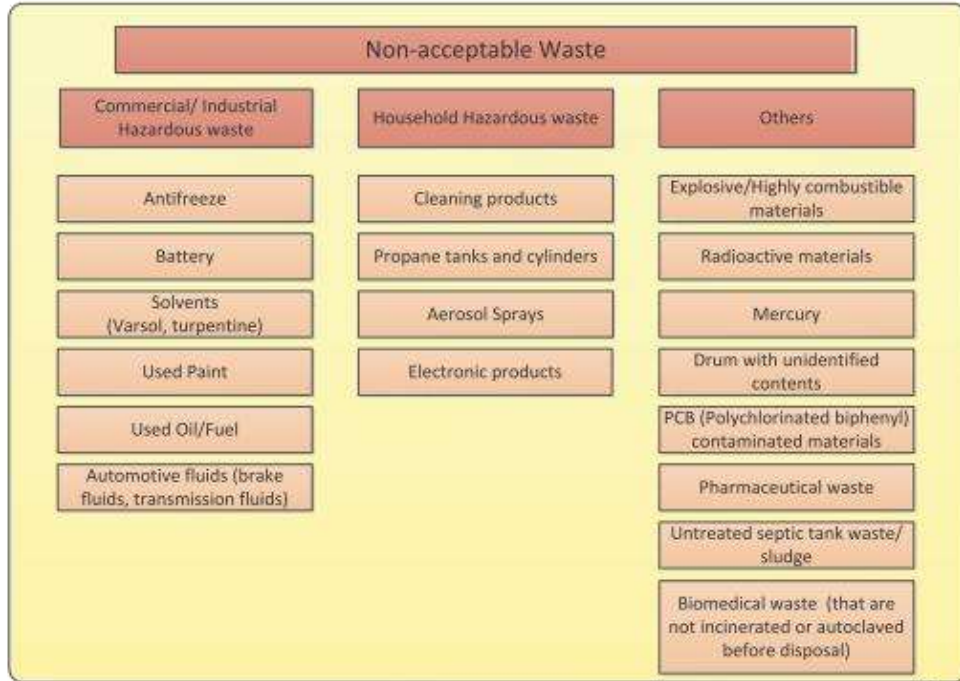 Non-acceptable Waste
Commercial/ Industrial
Hazardous waste
Antifreeze
Battery
Solvents
(Varsol, turpentine)
Used Paint
Used Oil/Fuel
Automotive fluids (brake
fluids, transmission fluids)
Household Hazardous waste
Cleaning products
Propane tanks and cylinders
Aerosol Sprays
Electronic products
Others
Explosive/Highly combustible
materials
Radioactive materials
Mercury
Drum with unidentified
contents
PCB (Polychlorinated biphenyl)
contaminated materials
Pharmaceutical waste
Untreated septic tank waste/
sludge
Biomedical waste (that are
not incinerated or autoclaved
before disposal)